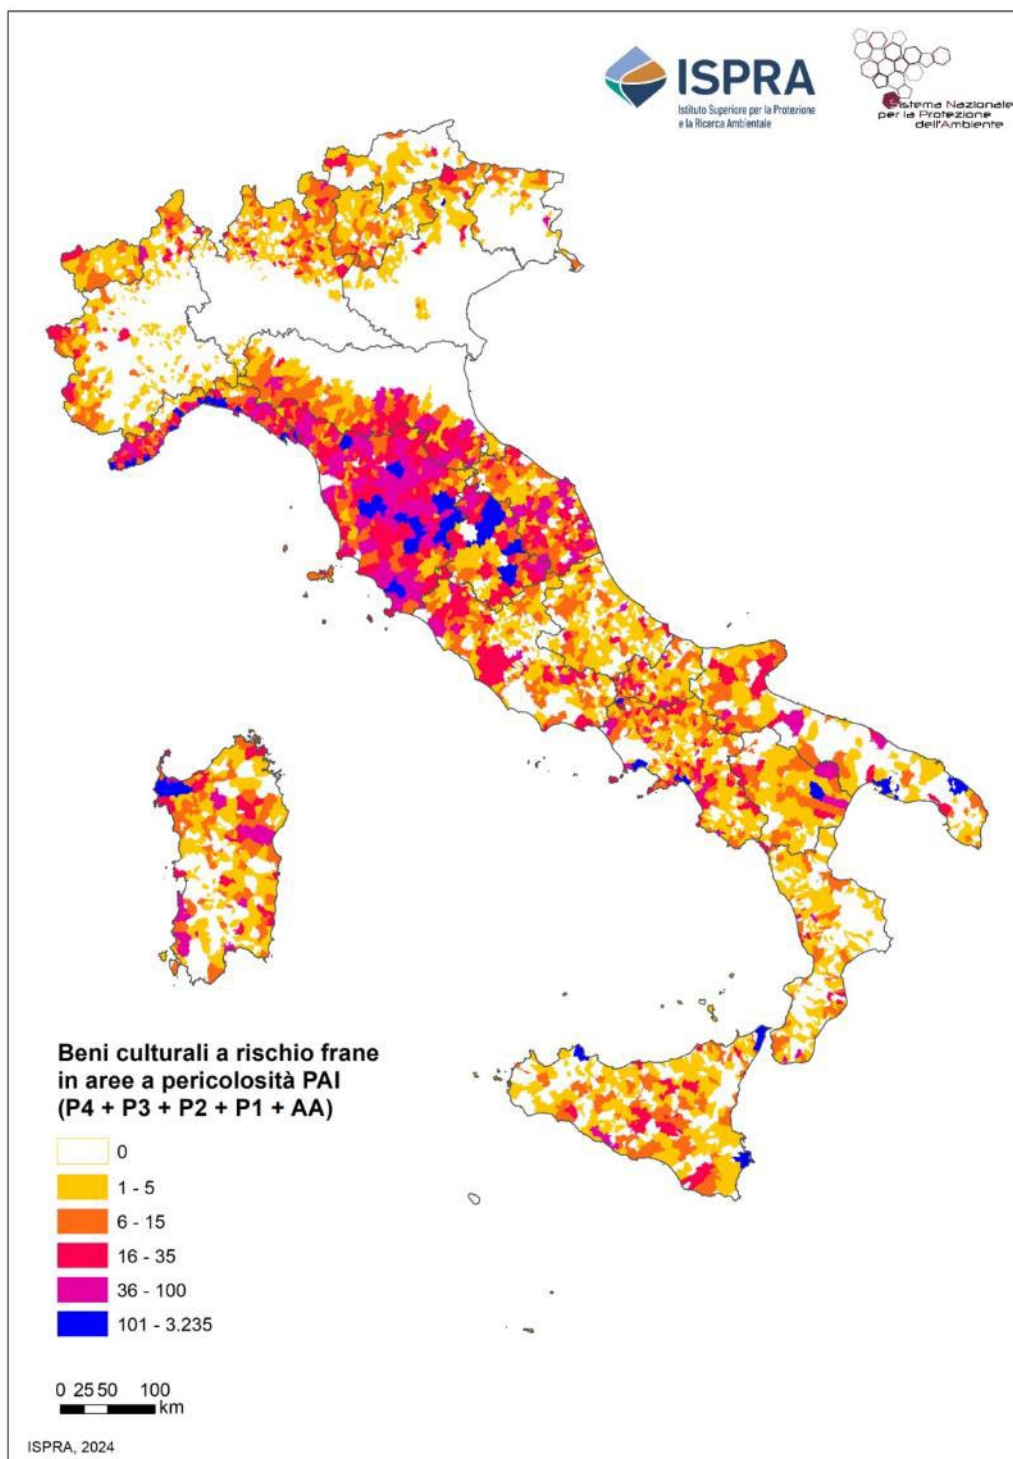 ISPRA
Istituto Superiore per la Protezione
e la Ricerca Ambientale
Sistema Nazionale
per la Protezione
dell'Ambiente
Beni culturali a rischio frane
in aree a pericolosità PAI
(P4 + P3 + P2 + P1 + AA)
0
1 - 5
6 - 15
16 - 35
36 - 100
101 - 3.235
0 25 50 100
km
ISPRA, 2024